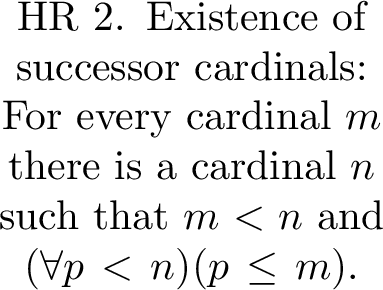 HR 2. Existence of
successor cardinals:
For every cardinal m
there is a cardinal n
such that m < n and
(∀p < n)(p ≤ m).